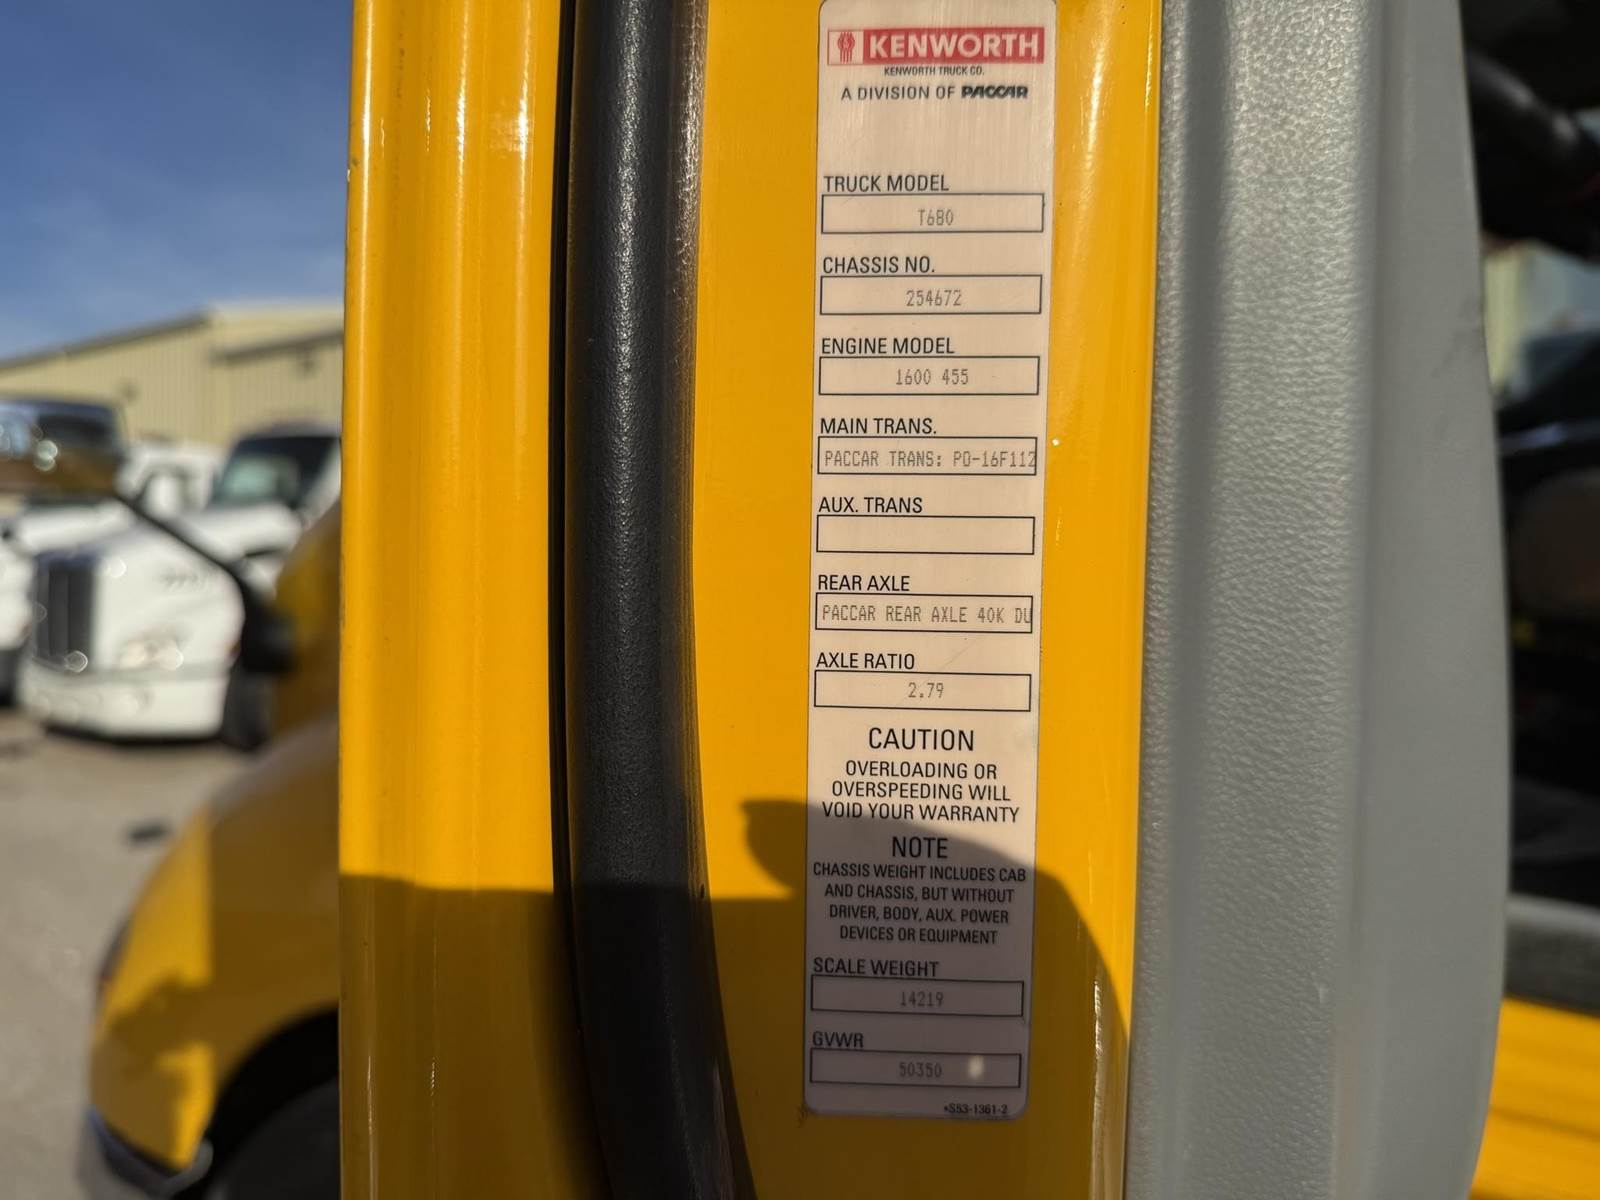 KENWORTH
KENWORTH TRUCK CO.
A DIVISION OF PACCAR
TRUCK MODEL
T680
CHASSIS NO.
254672
ENGINE MODEL
1600 455
MAIN TRANS.
PACCAR TRANS: PO-16F112
AUX. TRANS
REAR AXLE
PACCAR REAR AXLE 40K DU
AXLE RATIO
2.79
CAUTION
OVERLOADING OR
OVERSPEEDING WILL
VOID YOUR WARRANTY
NOTE
CHASSIS WEIGHT INCLUDES CAB
AND CHASSIS, BUT WITHOUT
DRIVER, BODY, AUX. POWER
DEVICES OR EQUIPMENT
SCALE WEIGHT
14219
GVWR
50350
*S53-1361-2